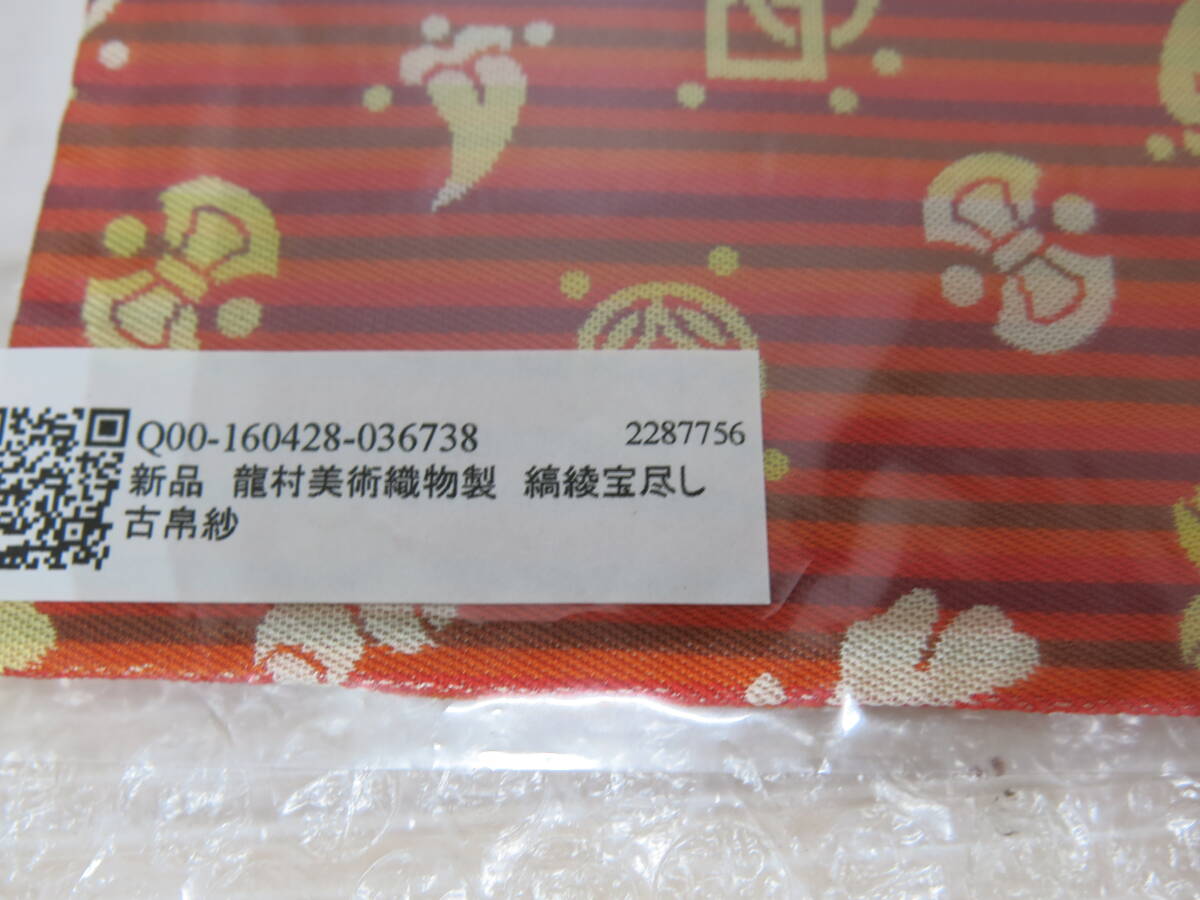 Q00-160428-036738 2287756
新品 龍村美術織物製 縞綾宝尽し
古帛紗